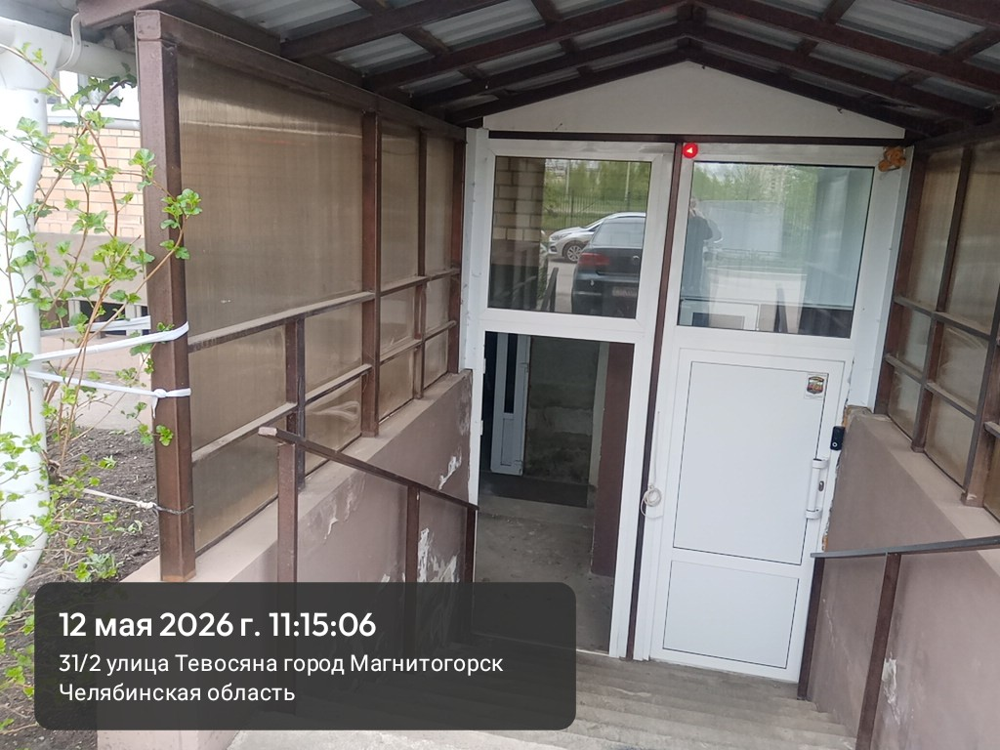 12 мая 2026 г. 11:15:06
31/2 улица Тевосяна город Магнитогорск
Челябинская область